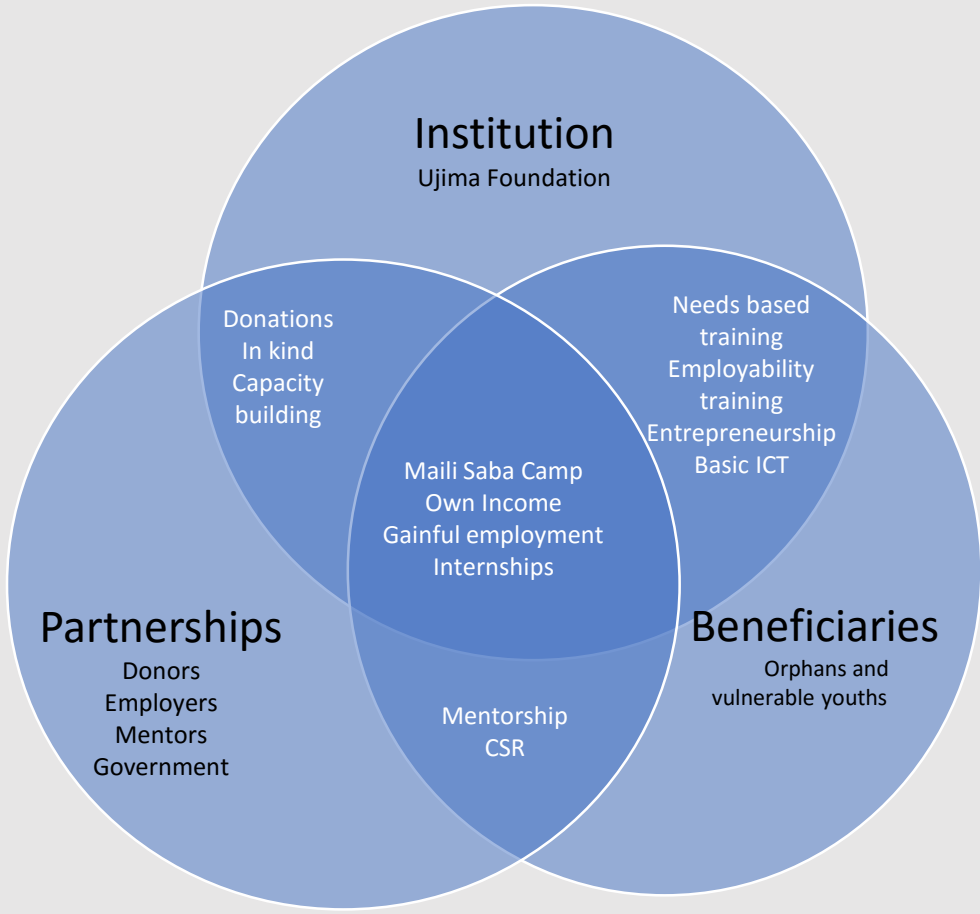 Institution
Ujima Foundation
Donations
In kind
Capacity
building
Needs based
training
Employability
training
Entrepreneurship
Basic ICT
Maili Saba Camp
Own Income
Gainful employment
Internships
Partnerships
Donors
Employers
Mentors
Government
Beneficiaries
Orphans and
vulnerable youths
Mentorship
CSR